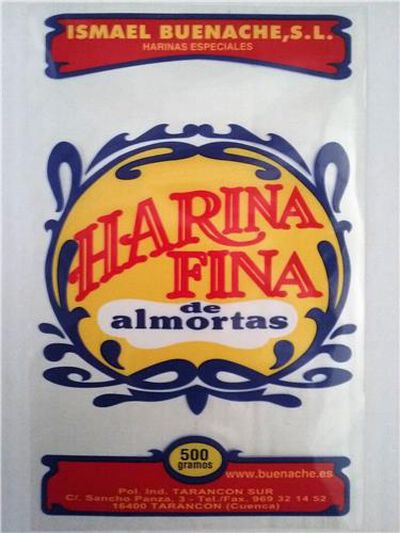 ISMAEL BUENACHE, S.L.
HARINAS ESPECIALES
HARINA
FINA
de
almortas
500
gramos
www.buenache.es
Pol. Ind. TARANCON SUR
C/. Sancho Panza, 3 - Tel./Fax. 969 32 14 52
16400 TARANCON (Cuenca)